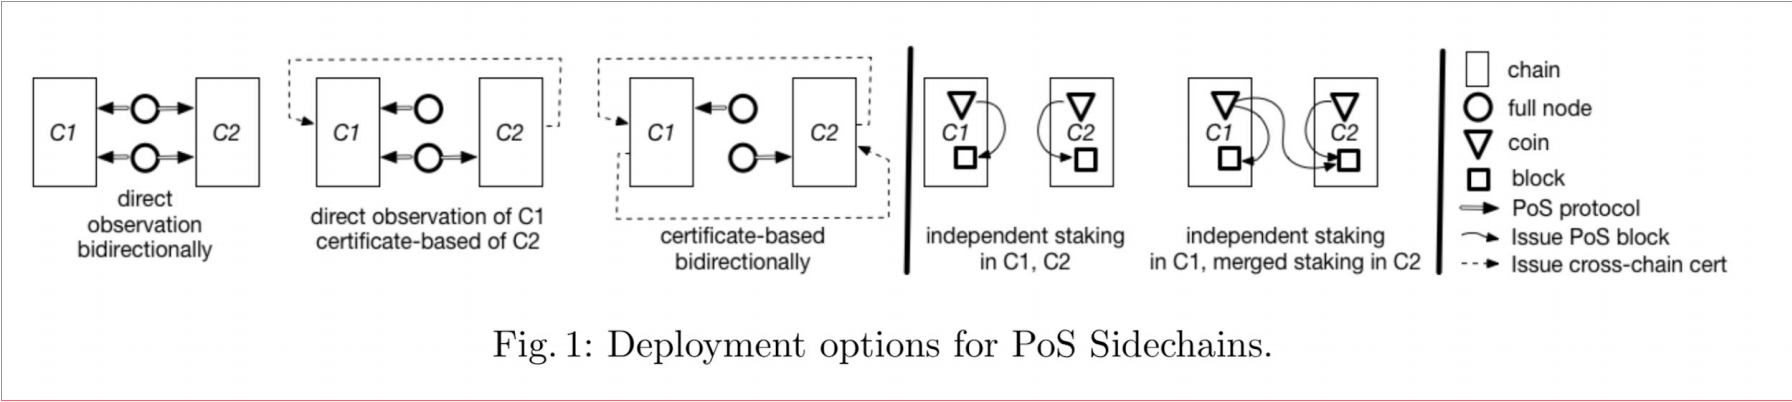 C1
C2
direct
observation
bidirectionally
C1
C2
direct observation of C1
certificate-based of C2
C1
C2
certificate-based
bidirectionally
C1
C2
independent staking
in C1, C2
C1
C2
independent staking
in C1, merged staking in C2
chain
full node
coin
block
PoS protocol
Issue PoS block
Issue cross-chain cert
Fig. 1: Deployment options for PoS Sidechains.